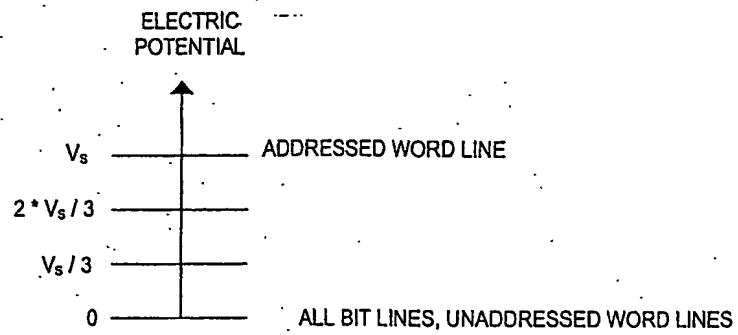 ELECTRIC
POTENTIAL
Vs ADDRESSED WORD LINE
2 * Vs / 3
Vs / 3
0 ALL BIT LINES, UNADDRESSED WORD LINES